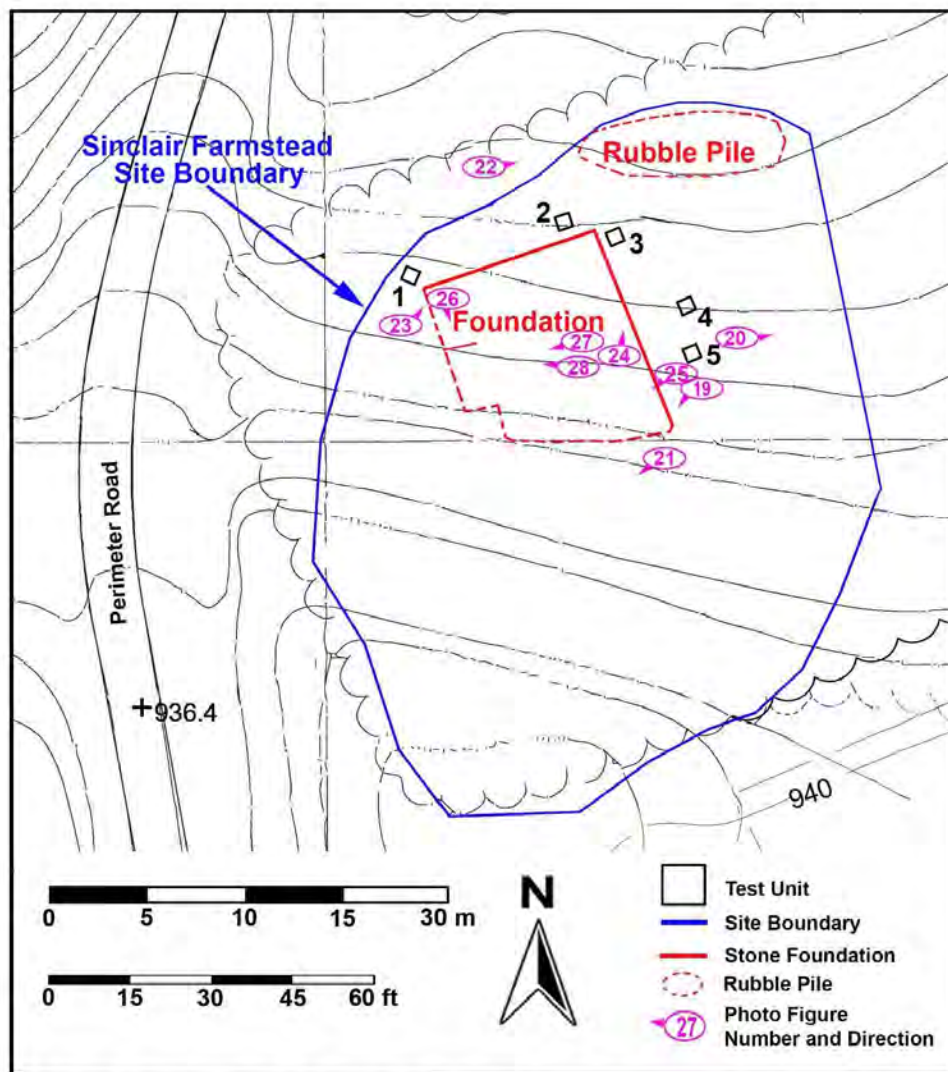 Sinclair Farmstead
Site Boundary
Rubble Pile
22
2
3
1
26
23
Foundation
4
27
20
24
5
28
25
19
21
Perimeter Road
936.4
940
0 5 10 15 30 m
0 15 30 45 60 ft
N
Test Unit
Site Boundary
Stone Foundation
Rubble Pile
27
Photo Figure
Number and Direction